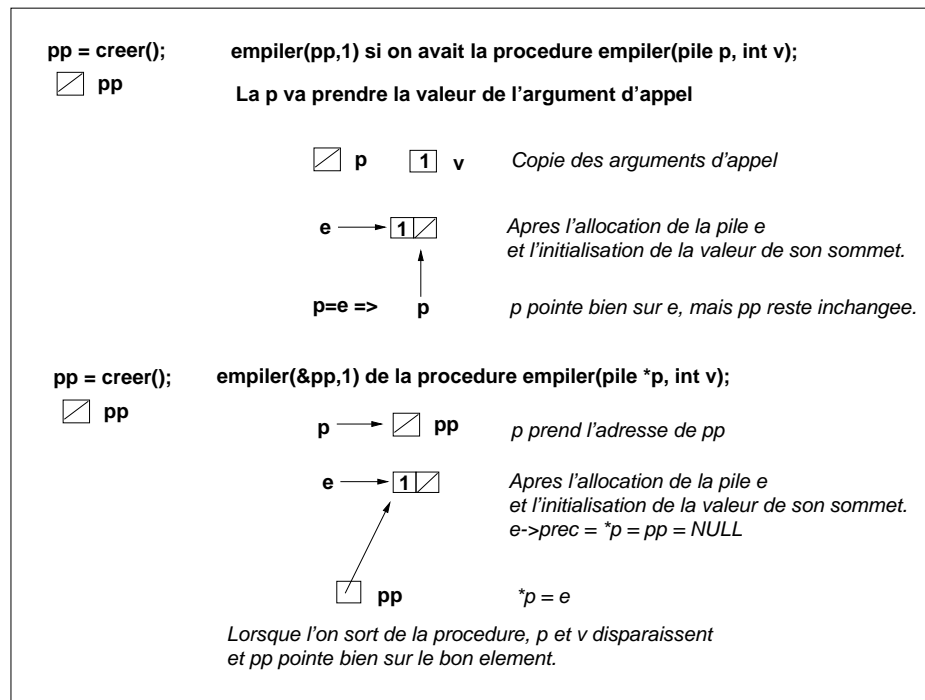 pp = creer(); empiler(pp,1) si on avait la procedure empiler(pile p, int v);
pp
La p va prendre la valeur de l'argument d'appel
p 1 v Copie des arguments d'appel
e 1 Apres l'allocation de la pile e
et l'initialisation de la valeur de son sommet.
p=e => p p pointe bien sur e, mais pp reste inchangee.
pp = creer(); empiler(&pp,1) de la procedure empiler(pile *p, int v);
pp
p pp p prend l'adresse de pp
e 1 Apres l'allocation de la pile e
et l'initialisation de la valeur de son sommet.
e->prec = *p = pp = NULL
pp *p = e
Lorsque l'on sort de la procedure, p et v disparaissent
et pp pointe bien sur le bon element.